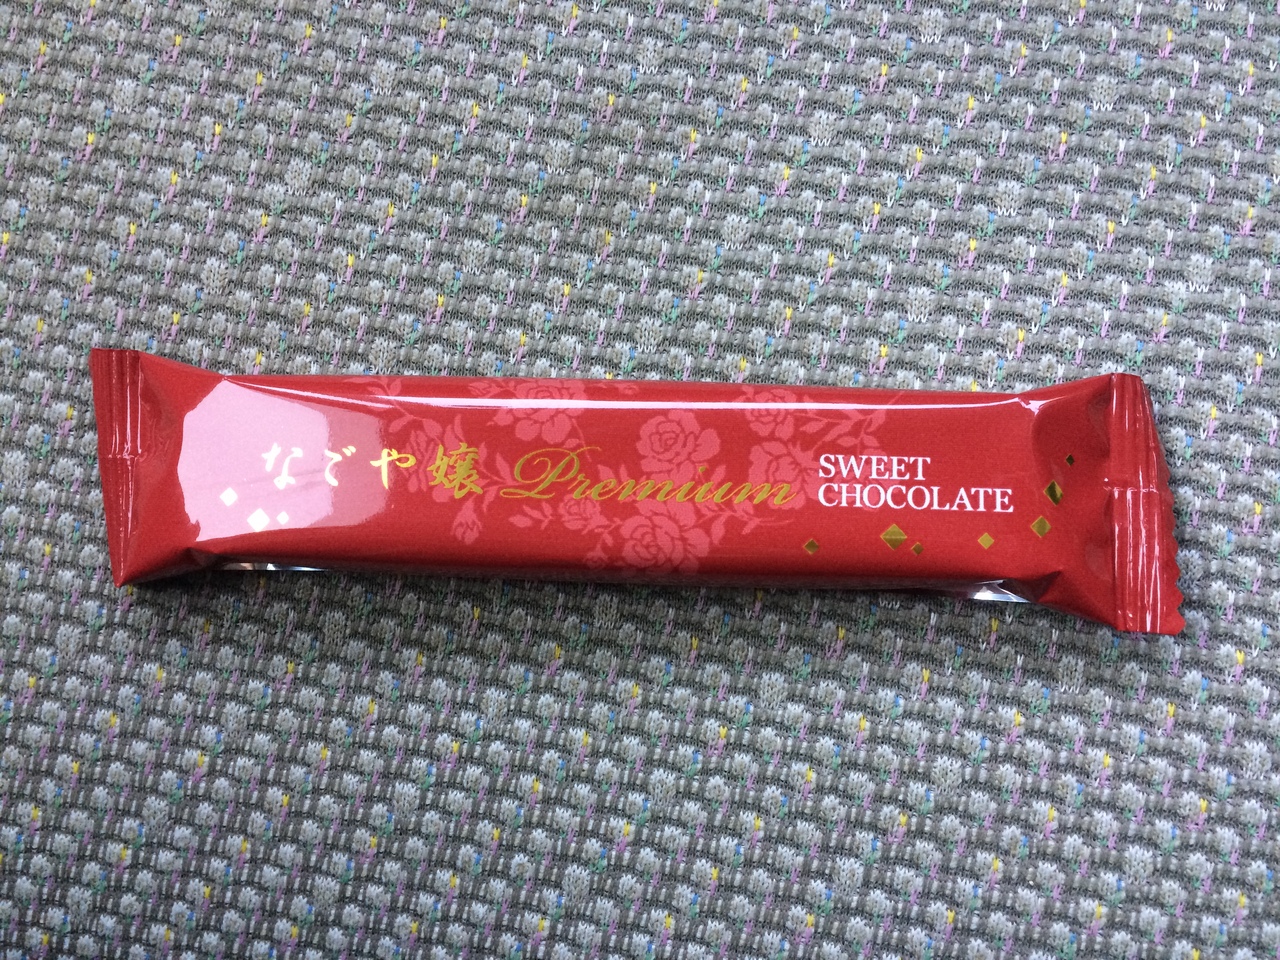 なごや嬢 Premium
SWEET
CHOCOLATE